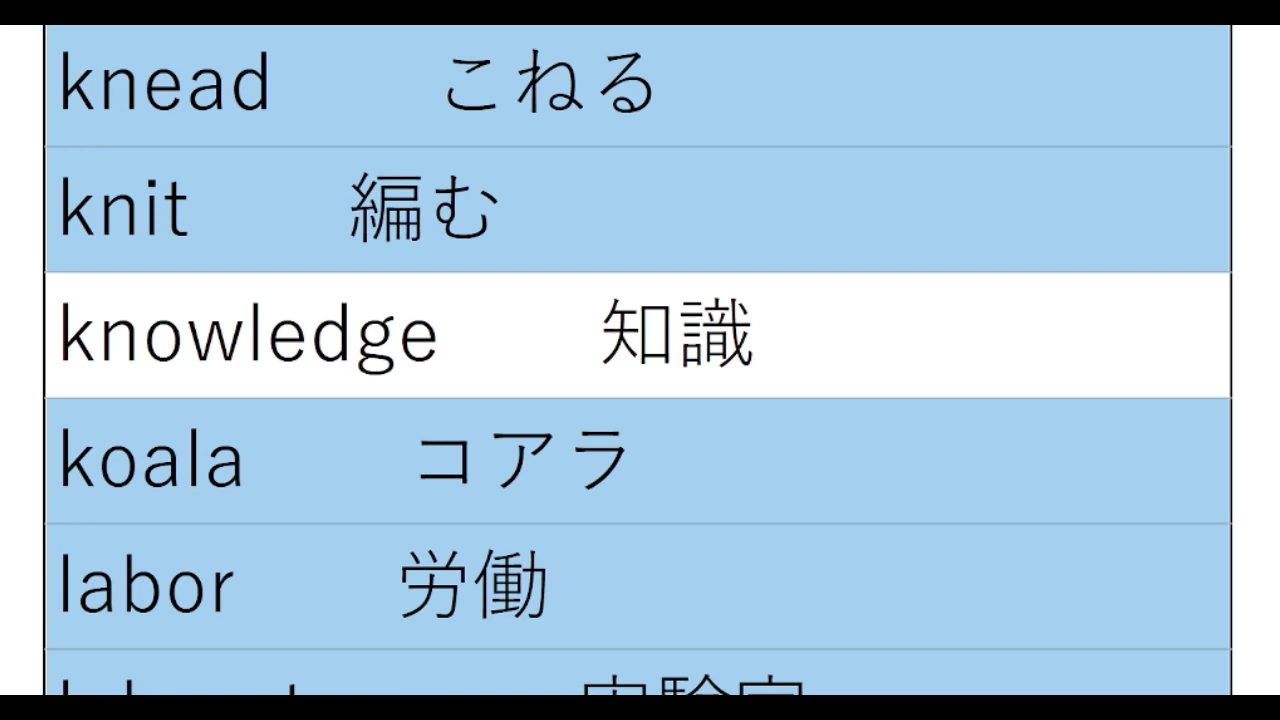 knead こねる
knit 編む
knowledge 知識
koala コアラ
labor 労働